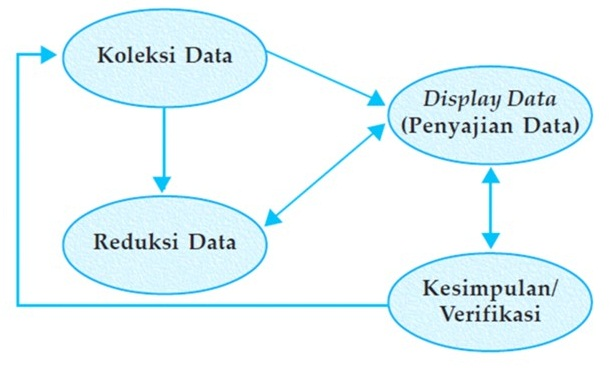 Koleksi Data
Display Data
(Penyajian Data)
Reduksi Data
Kesimpulan/
Verifikasi